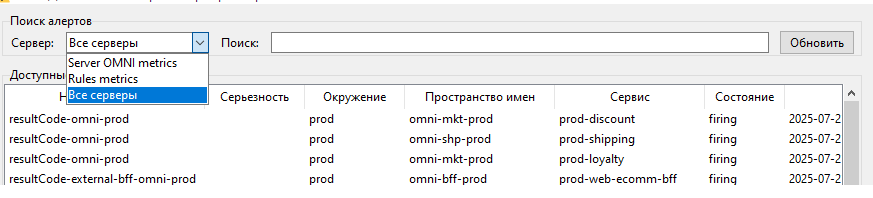 Поиск алертов
Сервер: Все серверы Поиск: Обновить
Server OMNI metrics
Rules metrics
Все серверы
Доступны
Серьезность Окружение Пространство имен Сервис Состояние
resultCode-omni-prod prod omni-mkt-prod prod-discount firing 2025-07-2
resultCode-omni-prod prod omni-shp-prod prod-shipping firing 2025-07-2
resultCode-omni-prod prod omni-mkt-prod prod-loyalty firing 2025-07-2
resultCode-external-bff-omni-prod prod omni-bff-prod prod-web-ecomm-bff firing 2025-07-2